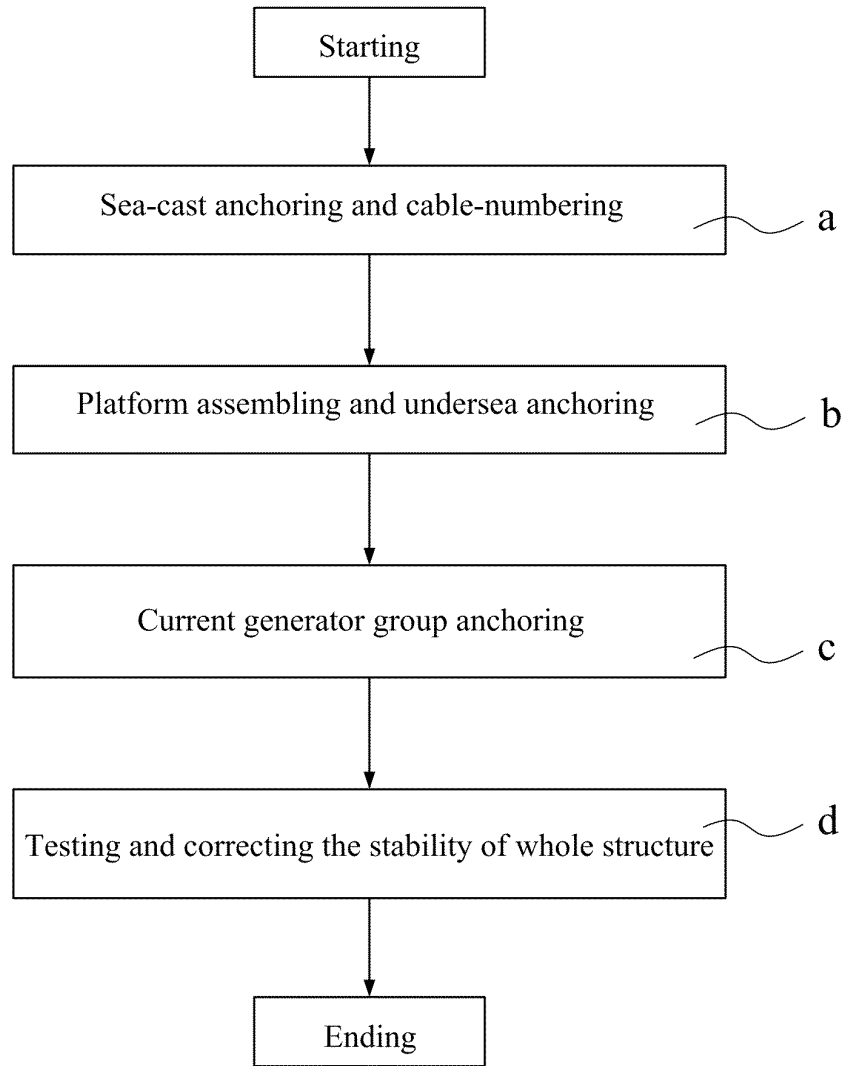 Starting
Sea-cast anchoring and cable-numbering
a
Platform assembling and undersea anchoring
b
Current generator group anchoring
c
Testing and correcting the stability of whole structure
d
Ending